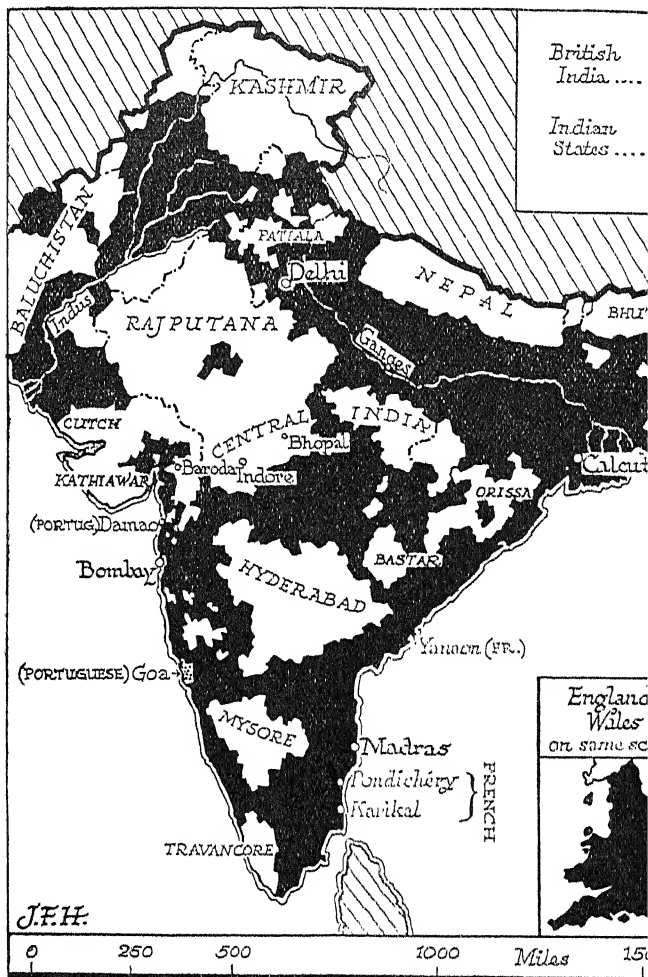 British
India ....
Indian
States ....
KASHMIR
BALUCHISTAN
PATIALA
Delhi
NEPAL
BHUT
Indus
RAJPUTANA
Ganges
CUTCH
CENTRAL INDIA
Bhopal
KATHIAWAR
Baroda
Indore
ORISSA
Calcut
(PORTUG.) Damao
Bombay
HYDERABAD
BASTAR
Yanaon (FR.)
(PORTUGUESE) Goa
MYSORE
Madras
Pondichéry
Karikal
FRENCH
TRAVANCORE
England
Wales
on same sc
J.F.H.
0 250 500 1000 Miles 150